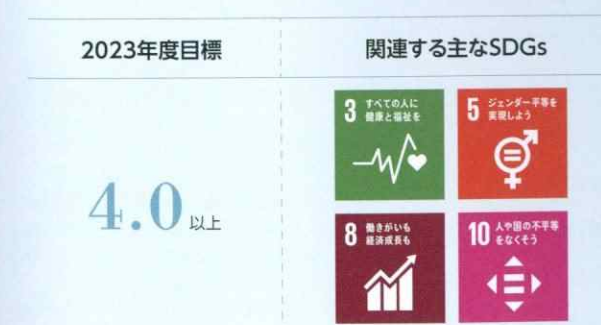 2023年度目標
関連する主なSDGs
4.0以上
3 すべての人に
健康と福祉を
5 ジェンダー平等を
実現しよう
8 働きがいも
経済成長も
10 人や国の不平等
をなくそう